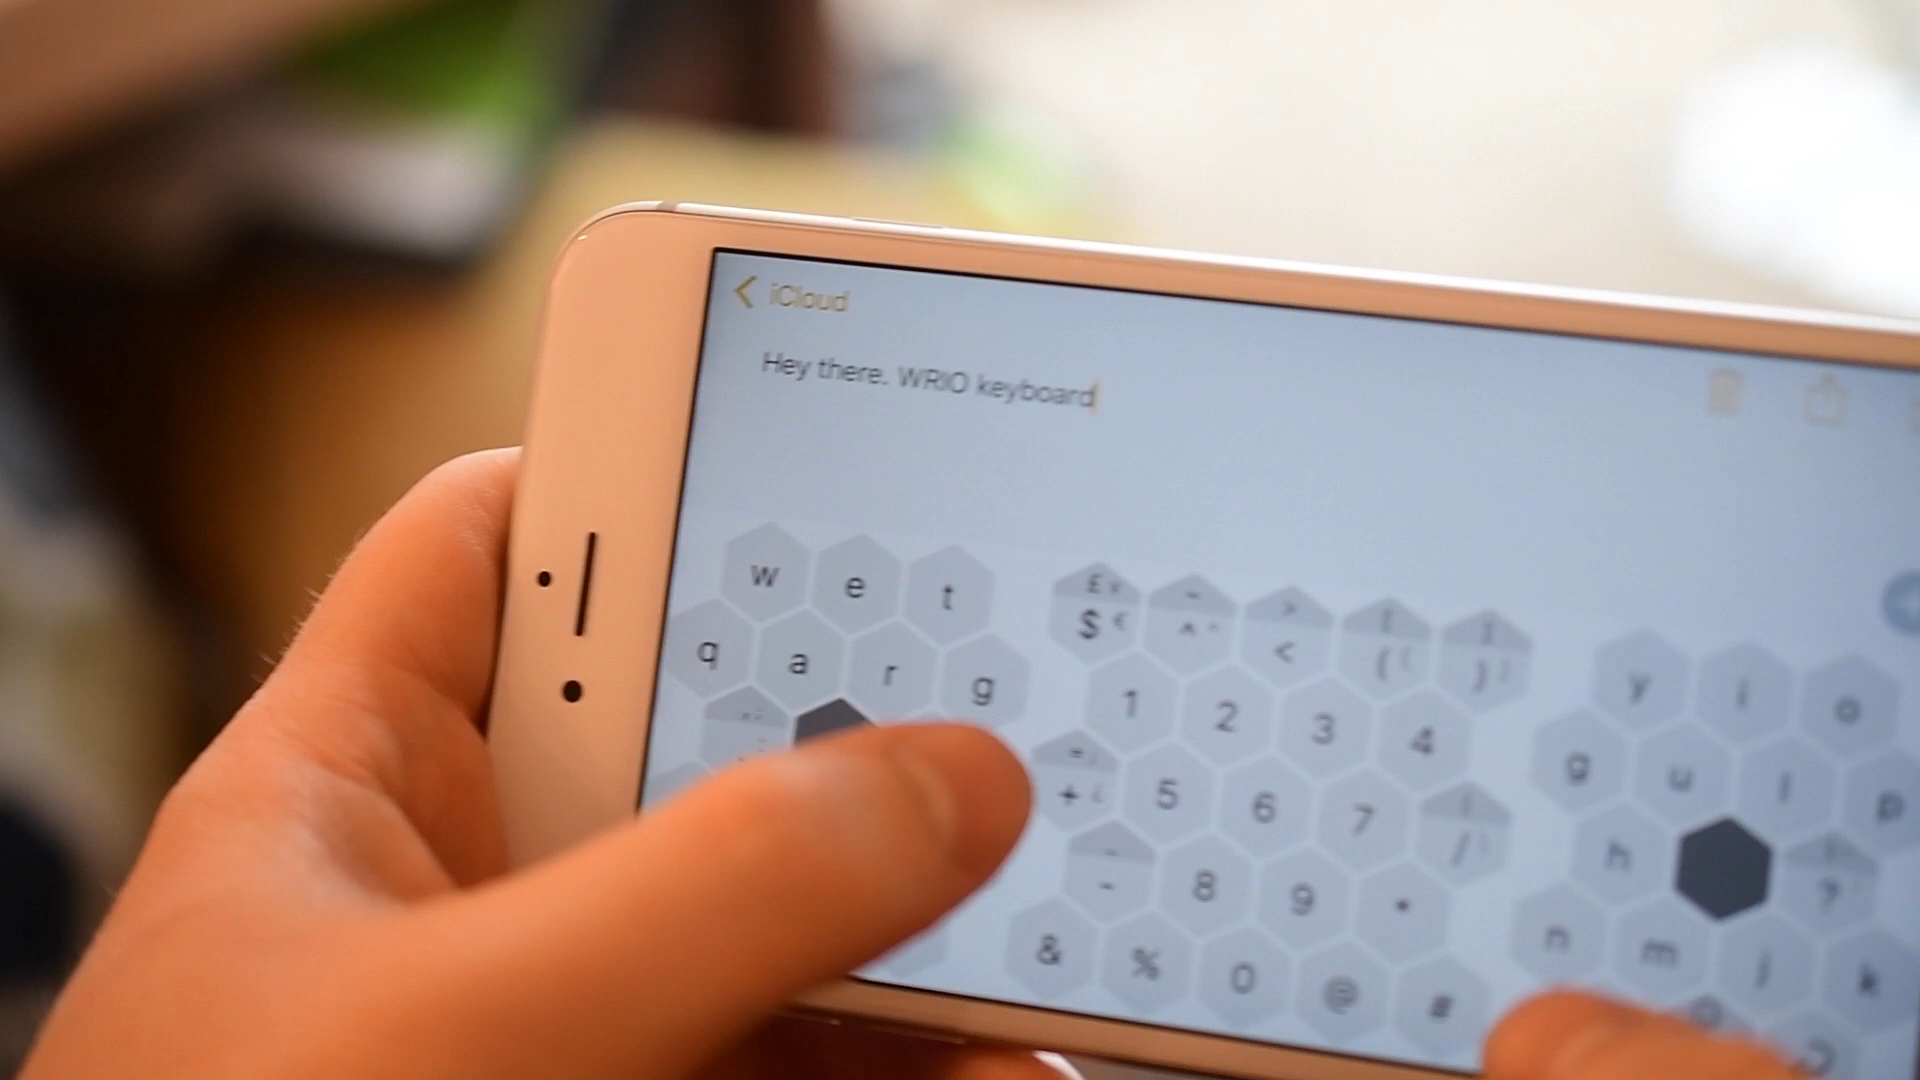 iCloud
Hey there. WRIO keyboard
w e t
£ ¥ $ €
~ ^
> <
[ (
] )
y i o
q a r g
1 2 3 4
g u l p
= +
5 6 7
/
h
?
_ -
8 9 *
n m j k
& % 0 @ #